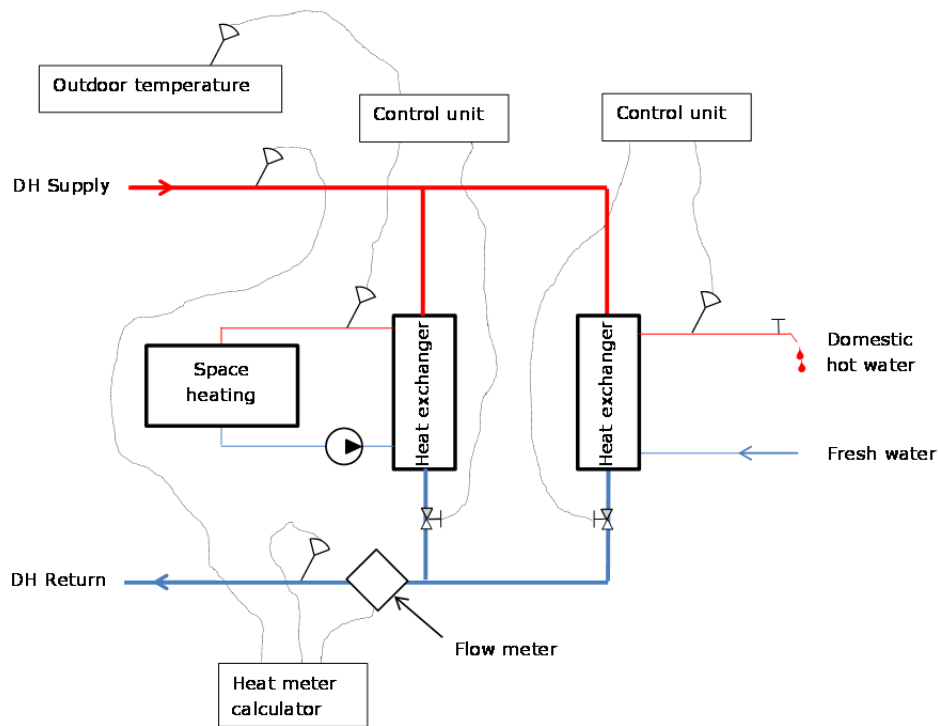 Outdoor temperature
Control unit
Control unit
DH Supply
Heat exchanger
Heat exchanger
Space
heating
Domestic
hot water
Fresh water
DH Return
Flow meter
Heat meter
calculator